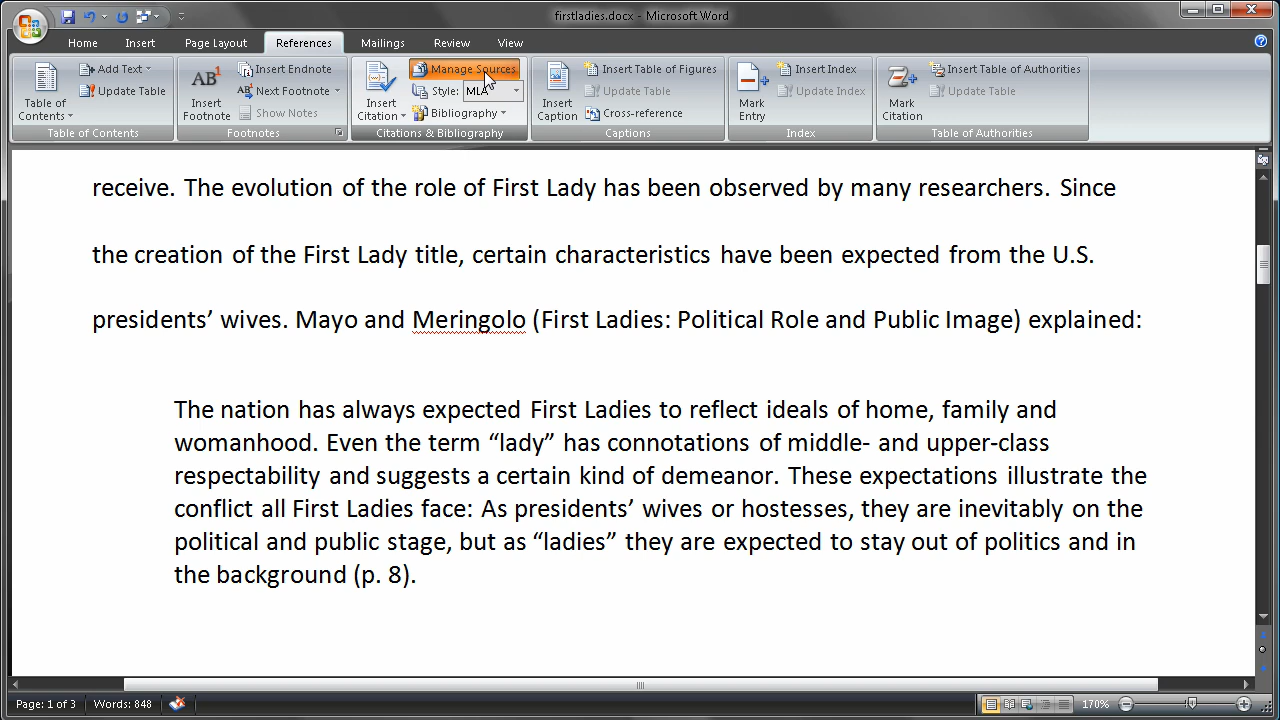 firstladies.docx - Microsoft Word
Home Insert Page Layout References Mailings Review View
Table of Contents
Add Text
Update Table
Table of Contents
AB
Insert Footnote
Insert Endnote
Next Footnote
Show Notes
Footnotes
Insert Citation
Manage Sources
Style: MLA
Bibliography
Citations & Bibliography
Insert Caption
Insert Table of Figures
Update Table
Cross-reference
Captions
Mark Entry
Insert Index
Update Index
Index
Mark Citation
Insert Table of Authorities
Update Table
Table of Authorities
receive. The evolution of the role of First Lady has been observed by many researchers. Since
the creation of the First Lady title, certain characteristics have been expected from the U.S.
presidents’ wives. Mayo and Meringolo (First Ladies: Political Role and Public Image) explained:
The nation has always expected First Ladies to reflect ideals of home, family and
womanhood. Even the term “lady” has connotations of middle- and upper-class
respectability and suggests a certain kind of demeanor. These expectations illustrate the
conflict all First Ladies face: As presidents’ wives or hostesses, they are inevitably on the
political and public stage, but as “ladies” they are expected to stay out of politics and in
the background (p. 8).
Page: 1 of 3 Words: 848 170%